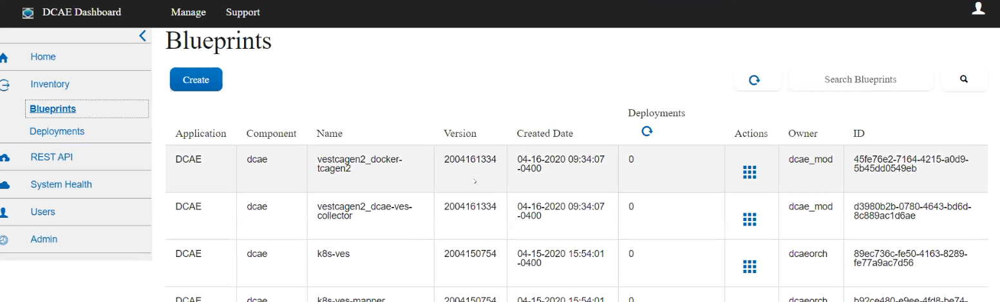 DCAE Dashboard Manage Support
Blueprints
Home
Inventory
Blueprints
Deployments
REST API
System Health
Users
Admin
Create
Search Blueprints
Application Component Name Version Created Date Deployments Actions Owner ID
DCAE dcae vestcagen2_docker- 2004161334 04-16-2020 09:34:07 0 dcae_mod 45fe76e2-7164-4215-a0d9-
tcagen2 -0400 5b45dd0549eb
DCAE dcae vestcagen2_dcae-ves- 2004161334 04-16-2020 09:34:07 0 dcae_mod d3980b2b-0780-4643-bd6d-
collector -0400 8c889ac1d6ae
DCAE dcae k8s-ves 2004150754 04-15-2020 15:54:01 0 dcaeorch 89ec736c-fe50-4163-8289-
-0400 fe77a9ac7d56
DCAE dcae k8s-ves-mapper 2004150754 04-15-2020 15:54:01 0 dcaeorch b92ce480-e9ee-4fd8-be74-